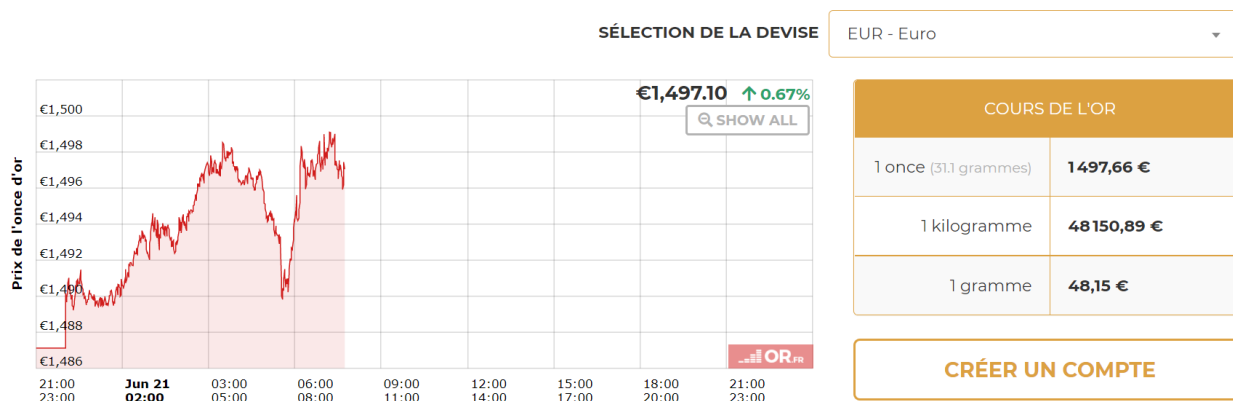 SÉLECTION DE LA DEVISE
EUR - Euro
€1,497.10 0.67%
SHOW ALL
Prix de l'once d'or
€1,500
€1,498
€1,496
€1,494
€1,492
€1,490
€1,488
€1,486
21:00 Jun 21 03:00 06:00 09:00 12:00 15:00 18:00 21:00
23:00 02:00 05:00 08:00 11:00 14:00 17:00 20:00 23:00
OR.FR
COURS DE L'OR
1 once (31.1 grammes) 1 497,66 €
1 kilogramme 48 150,89 €
1 gramme 48,15 €
CRÉER UN COMPTE